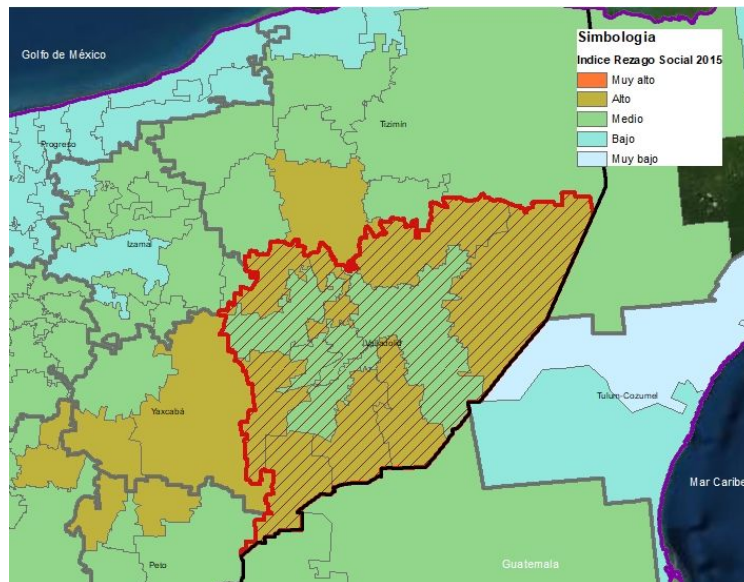 Golfo de México
Simbologia
Indice Rezago Social 2015
Muy alto
Alto
Medio
Bajo
Muy bajo
Tizimín
Progreso
Izamal
Valladolid
Yaxcabá
Tulum-Cozumel
Mar Caribe
Peto
Guatemala